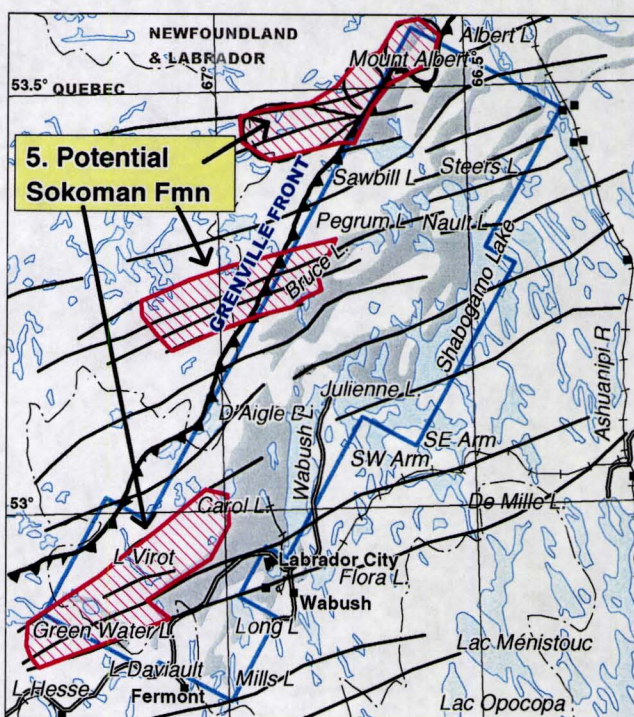 NEWFOUNDLAND
& LABRADOR
Albert L.
67°
Mount Albert
66.5°
53.5° QUEBEC
5. Potential
Sokoman Fmn
GRENVILLE FRONT
Sawbill L
Steers L.
Pegrum L
Nault L
Bruce L.
Shabogamo Lake
Ashuanipi R
Julienne L.
D'Aigle B
Wabush L
SE Arm
SW Arm
53°
Carol L
De Mille L.
L Virot
Labrador City
Flora L.
Wabush
Green Water L.
Long L
Lac Ménistouc
L Daviault
Mills L
L Hesse
Fermont
Lac Opocopa